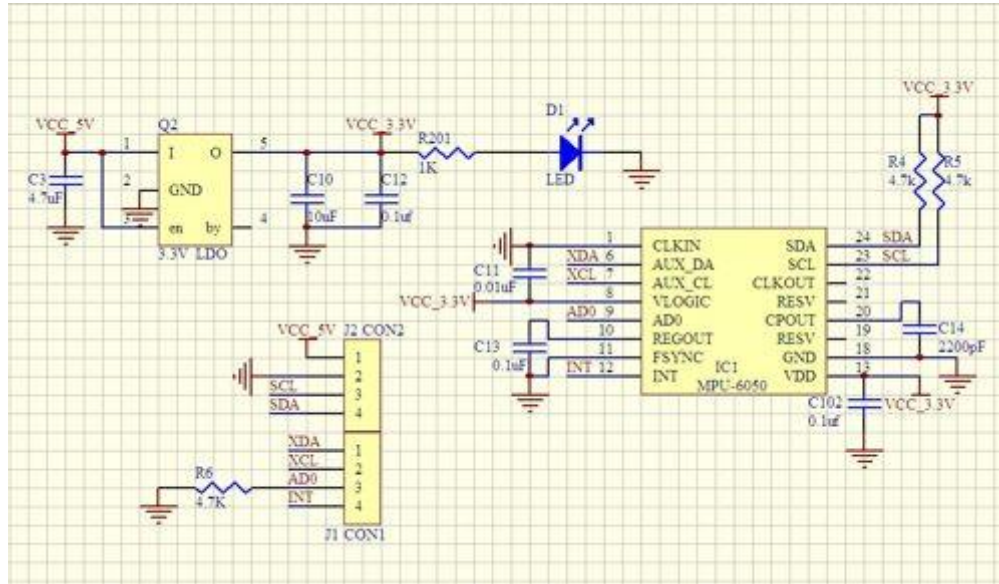 VCC_5V
Q2
VCC_3.3V
R201
1K
D1
LED
VCC_3.3V
C3
4.7uF
1
I
O
5
2
GND
3
en
by
4
3.3V LDO
C10
10uF
C12
0.1uf
R4
4.7k
R5
4.7k
1
CLKIN
SDA
24
SDA
XDA
6
AUX_DA
SCL
23
SCL
XCL
7
AUX_CL
CLKOUT
22
VCC_3.3V
8
VLOGIC
RESV
21
AD0
9
AD0
CPOUT
20
10
REGOUT
RESV
19
11
FSYNC
GND
18
INT
12
INT
VDD
13
IC1
MPU-6050
C11
0.01uF
C13
0.1uF
C14
2200pF
C102
0.1uf
VCC_3.3V
VCC_5V
J2 CON2
1
2
SCL
3
SDA
4
XDA
1
XCL
2
AD0
3
INT
4
R6
4.7K
J1 CON1